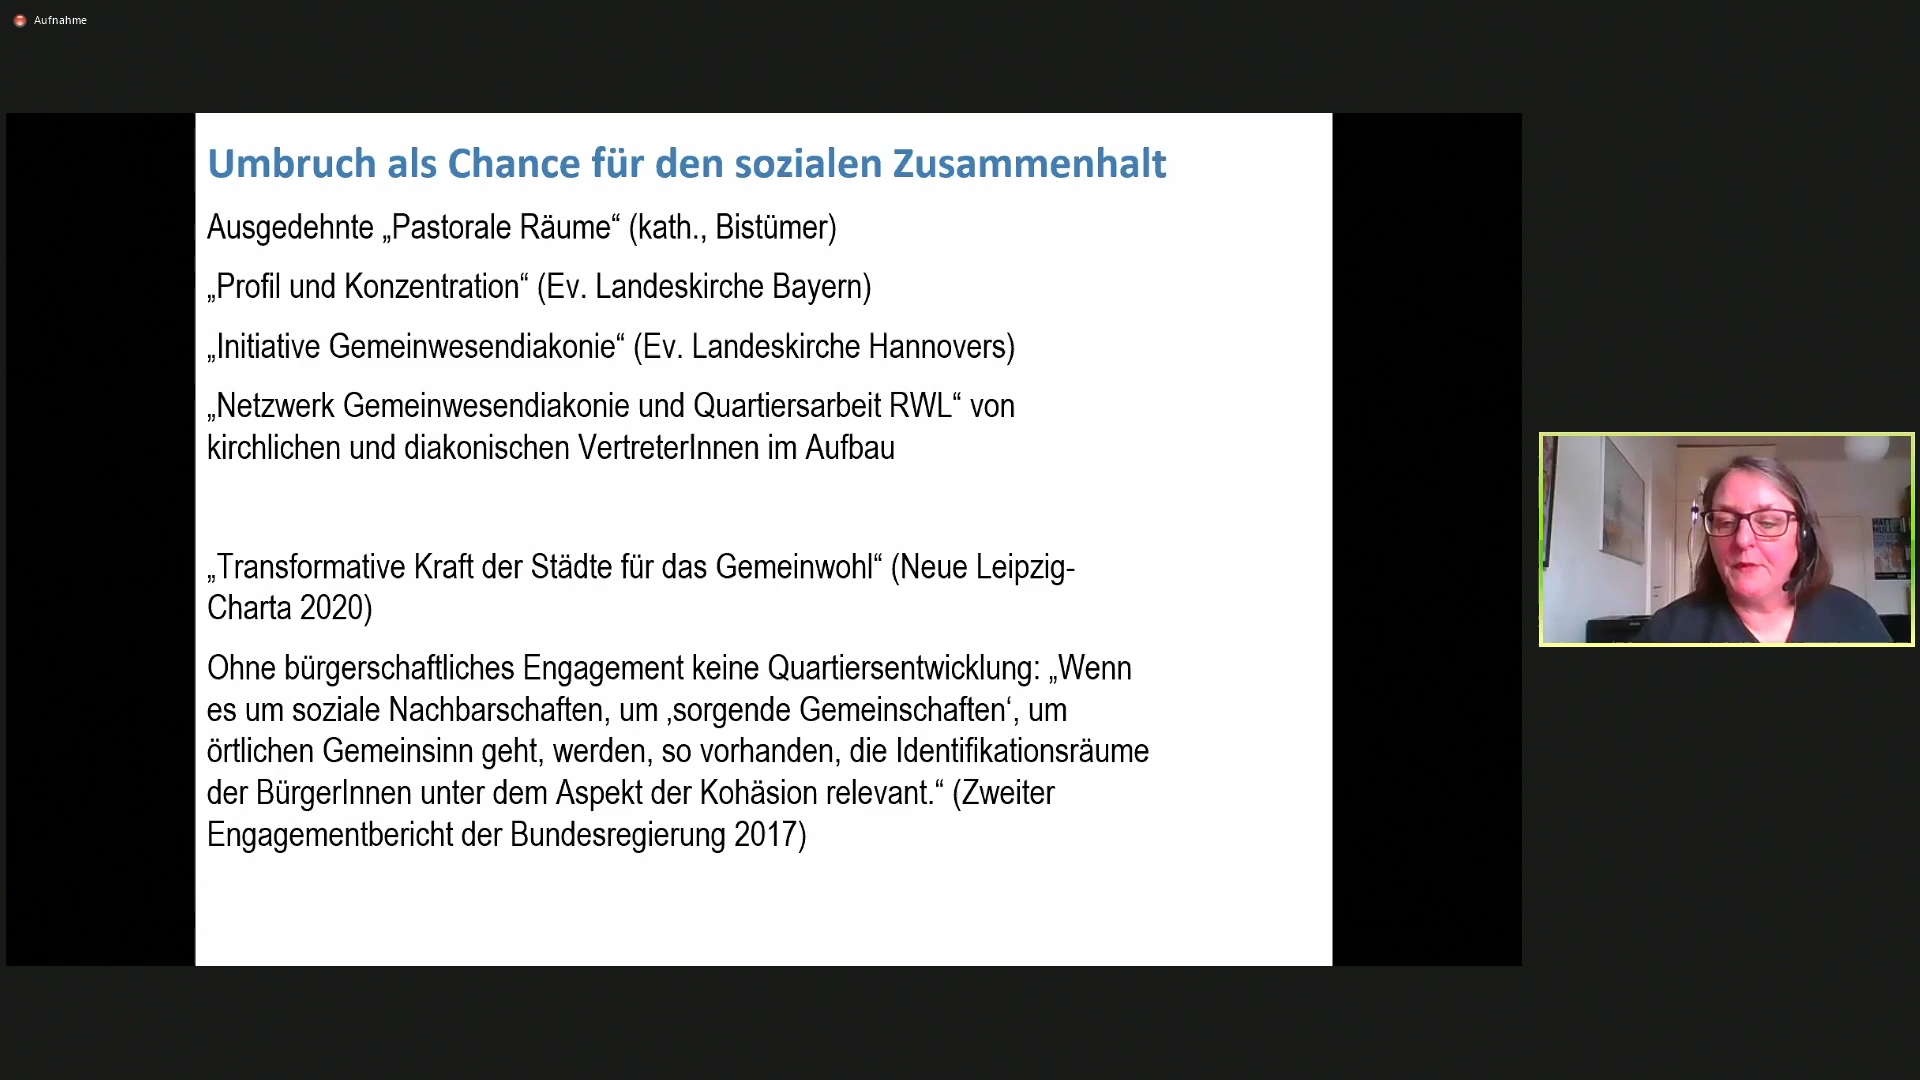 Aufnahme
Umbruch als Chance für den sozialen Zusammenhalt
Ausgedehnte „Pastorale Räume“ (kath., Bistümer)
„Profil und Konzentration“ (Ev. Landeskirche Bayern)
„Initiative Gemeinwesendiakonie“ (Ev. Landeskirche Hannovers)
„Netzwerk Gemeinwesendiakonie und Quartiersarbeit RWL“ von
kirchlichen und diakonischen VertreterInnen im Aufbau
„Transformative Kraft der Städte für das Gemeinwohl“ (Neue Leipzig-
Charta 2020)
Ohne bürgerschaftliches Engagement keine Quartiersentwicklung: „Wenn
es um soziale Nachbarschaften, um ‚sorgende Gemeinschaften‘, um
örtlichen Gemeinsinn geht, werden, so vorhanden, die Identifikationsräume
der BürgerInnen unter dem Aspekt der Kohäsion relevant.“ (Zweiter
Engagementbericht der Bundesregierung 2017)
MATT